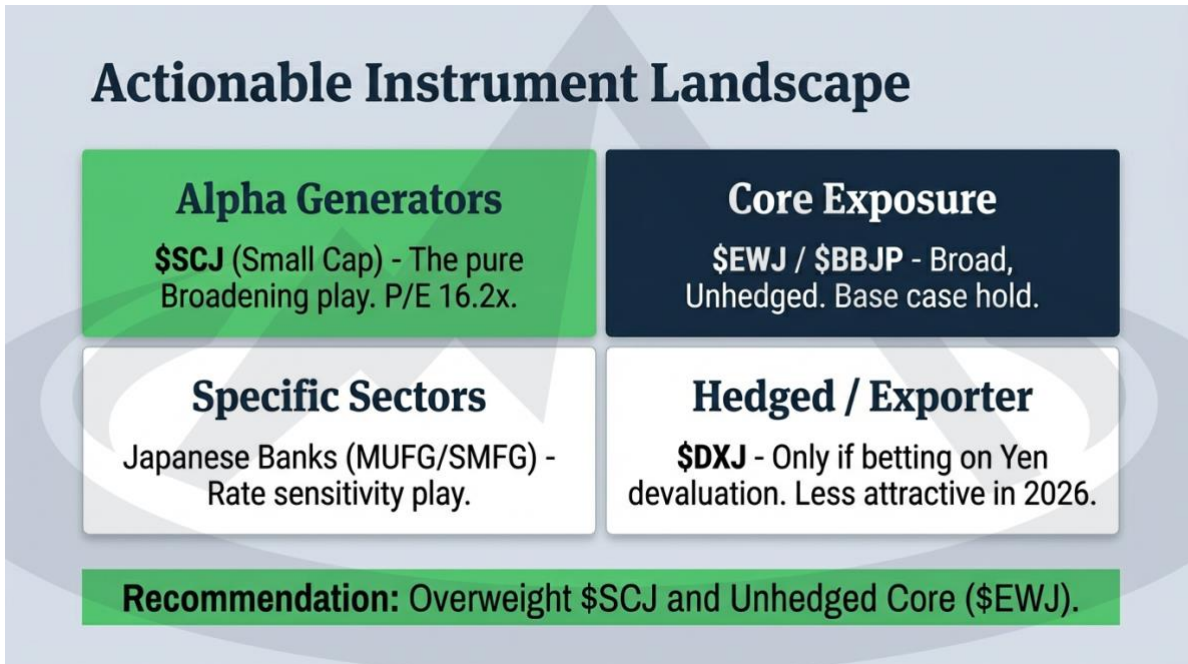 Actionable Instrument Landscape
Alpha Generators
$SCJ (Small Cap) - The pure
Broadening play. P/E 16.2x.
Core Exposure
$EWJ / $BBJP - Broad,
Unhedged. Base case hold.
Specific Sectors
Japanese Banks (MUFG/SMFG) -
Rate sensitivity play.
Hedged / Exporter
$DXJ - Only if betting on Yen
devaluation. Less attractive in 2026.
Recommendation: Overweight $SCJ and Unhedged Core ($EWJ).